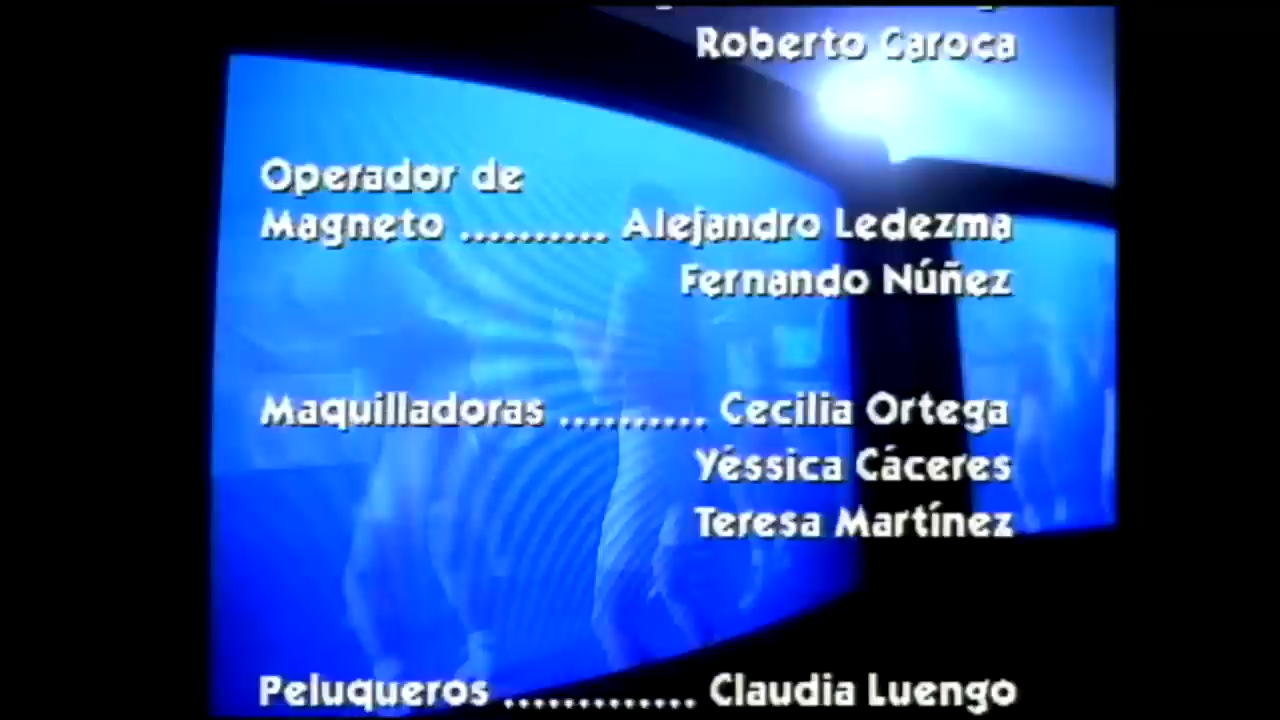 Roberto Caroca
Operador de
Magneto .......... Alejandro Ledezma
Fernando Núñez
Maquilladoras .......... Cecilia Ortega
Yéssica Cáceres
Teresa Martínez
Peluqueros ............. Claudia Luengo